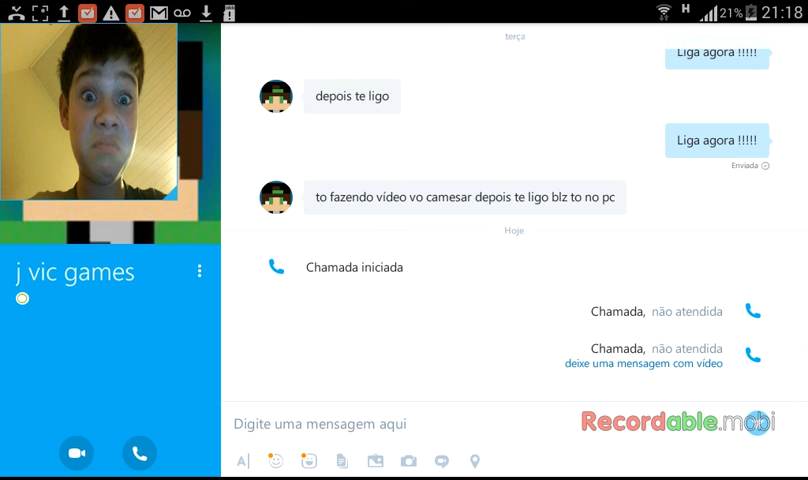 H
21%
21:18
terça
Liga agora !!!!!
depois te ligo
Liga agora !!!!!
Enviada
to fazendo vídeo vo camesar depois te ligo blz to no pc
Hoje
j vic games
Chamada iniciada
Chamada, não atendida
Chamada, não atendida
deixe uma mensagem com vídeo
Digite uma mensagem aqui
Recordable.mobi
A